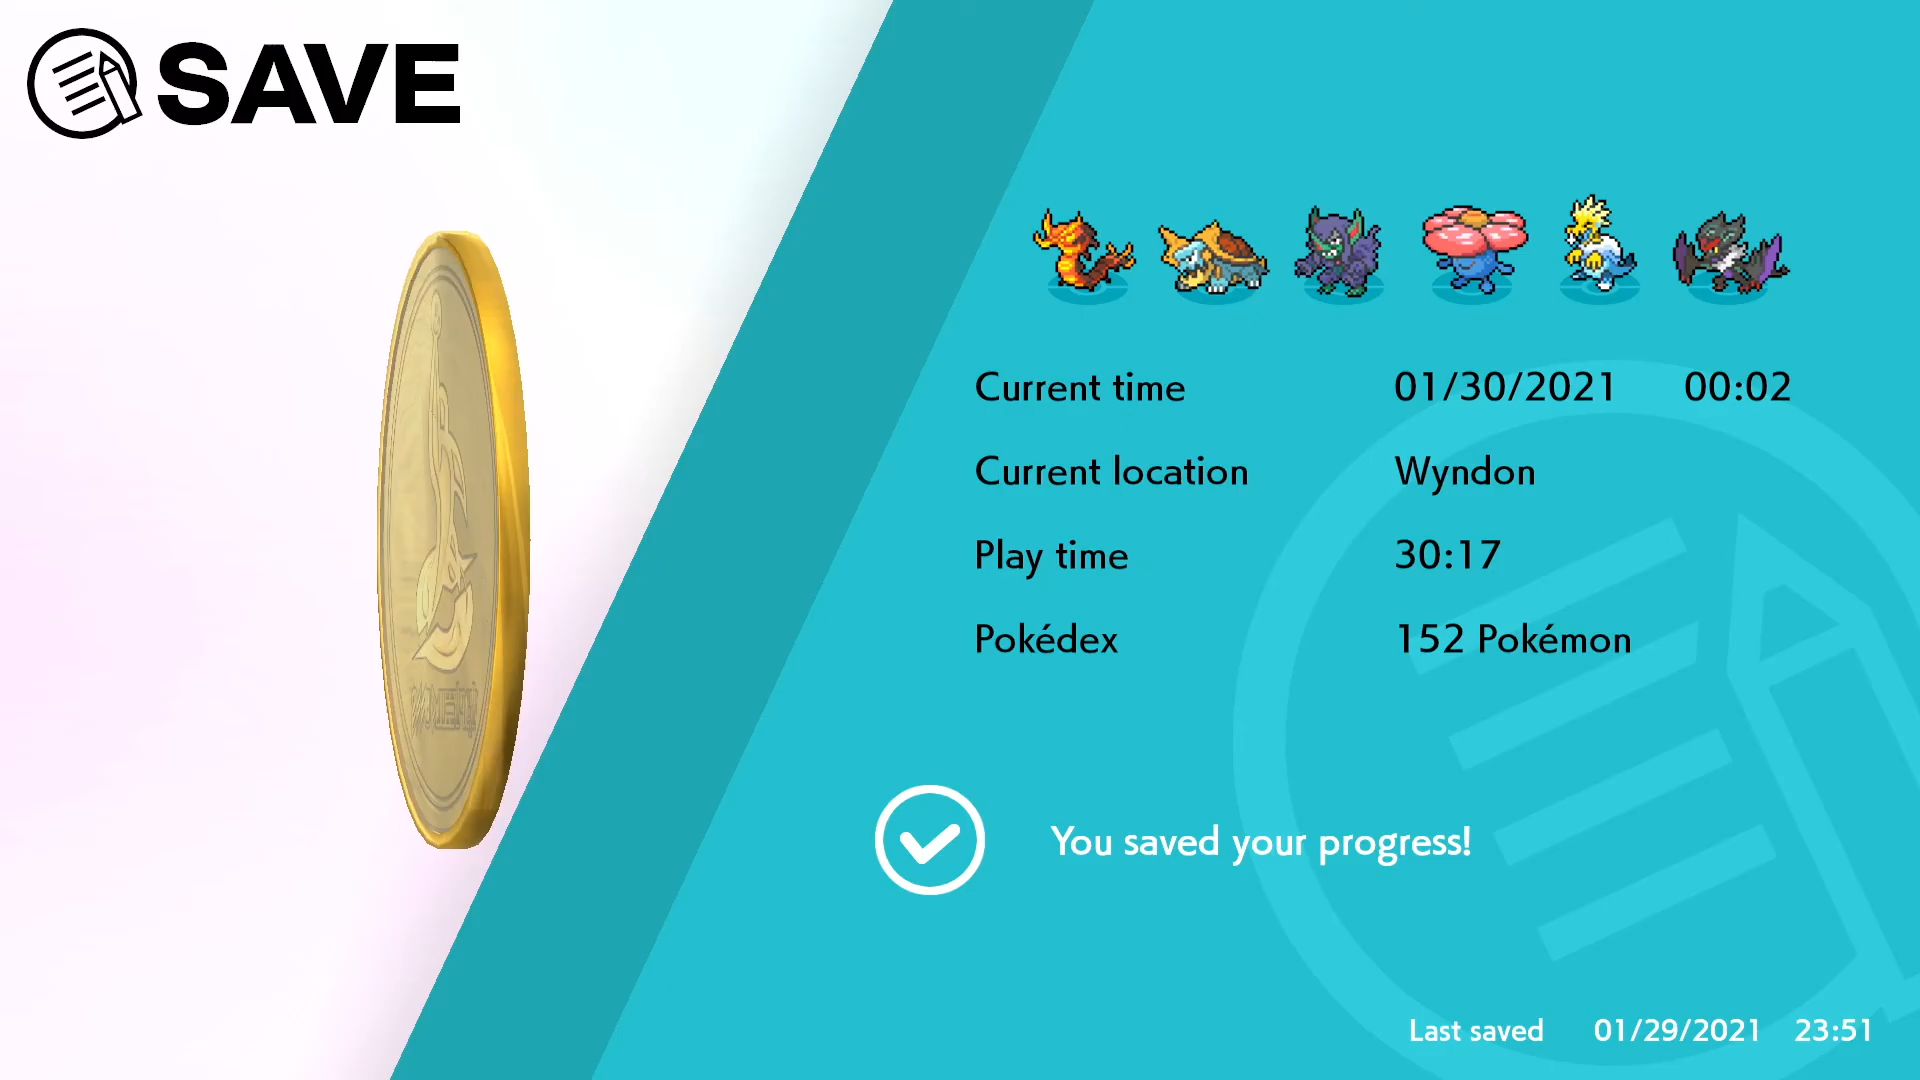 SAVE
Current time 01/30/2021 00:02
Current location Wyndon
Play time 30:17
Pokédex 152 Pokémon
You saved your progress!
Last saved 01/29/2021 23:51